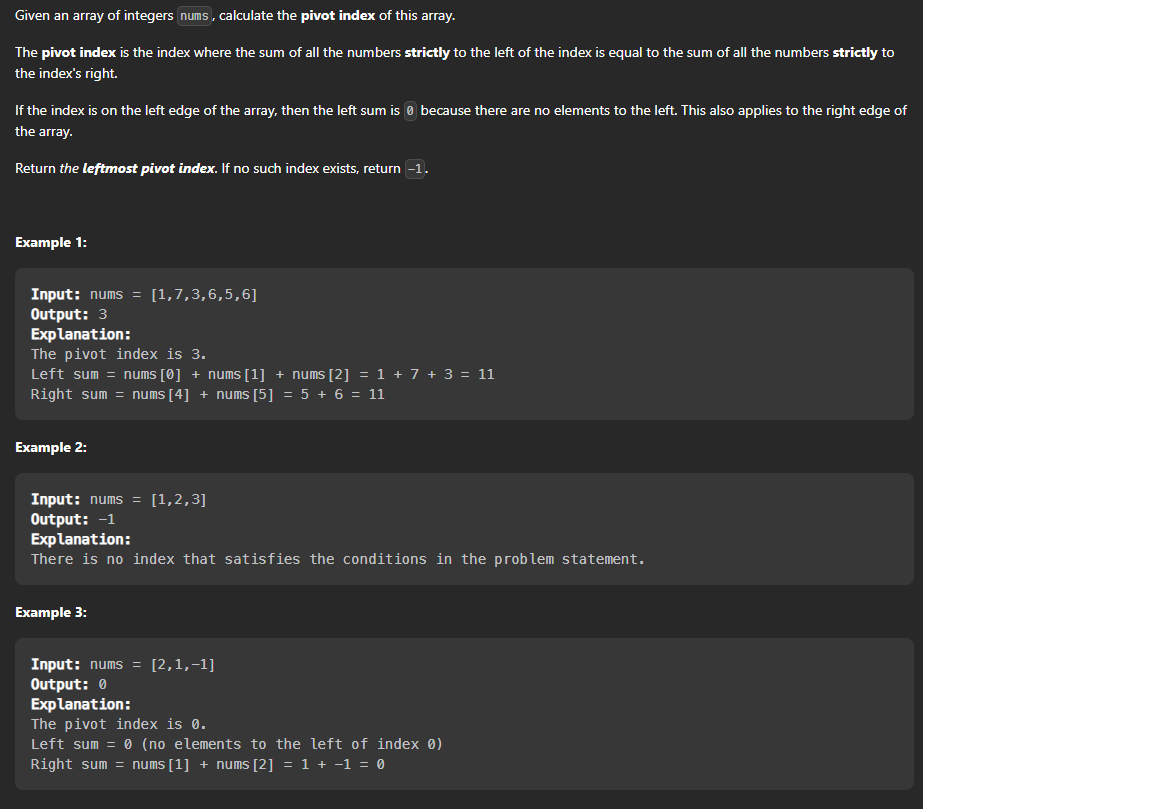 Given an array of integers nums, calculate the pivot index of this array.
The pivot index is the index where the sum of all the numbers strictly to the left of the index is equal to the sum of all the numbers strictly to
the index's right.
If the index is on the left edge of the array, then the left sum is 0 because there are no elements to the left. This also applies to the right edge of
the array.
Return the leftmost pivot index. If no such index exists, return -1.
Example 1:
Input: nums = [1,7,3,6,5,6]
Output: 3
Explanation:
The pivot index is 3.
Left sum = nums[0] + nums[1] + nums[2] = 1 + 7 + 3 = 11
Right sum = nums[4] + nums[5] = 5 + 6 = 11
Example 2:
Input: nums = [1,2,3]
Output: -1
Explanation:
There is no index that satisfies the conditions in the problem statement.
Example 3:
Input: nums = [2,1,-1]
Output: 0
Explanation:
The pivot index is 0.
Left sum = 0 (no elements to the left of index 0)
Right sum = nums[1] + nums[2] = 1 + -1 = 0